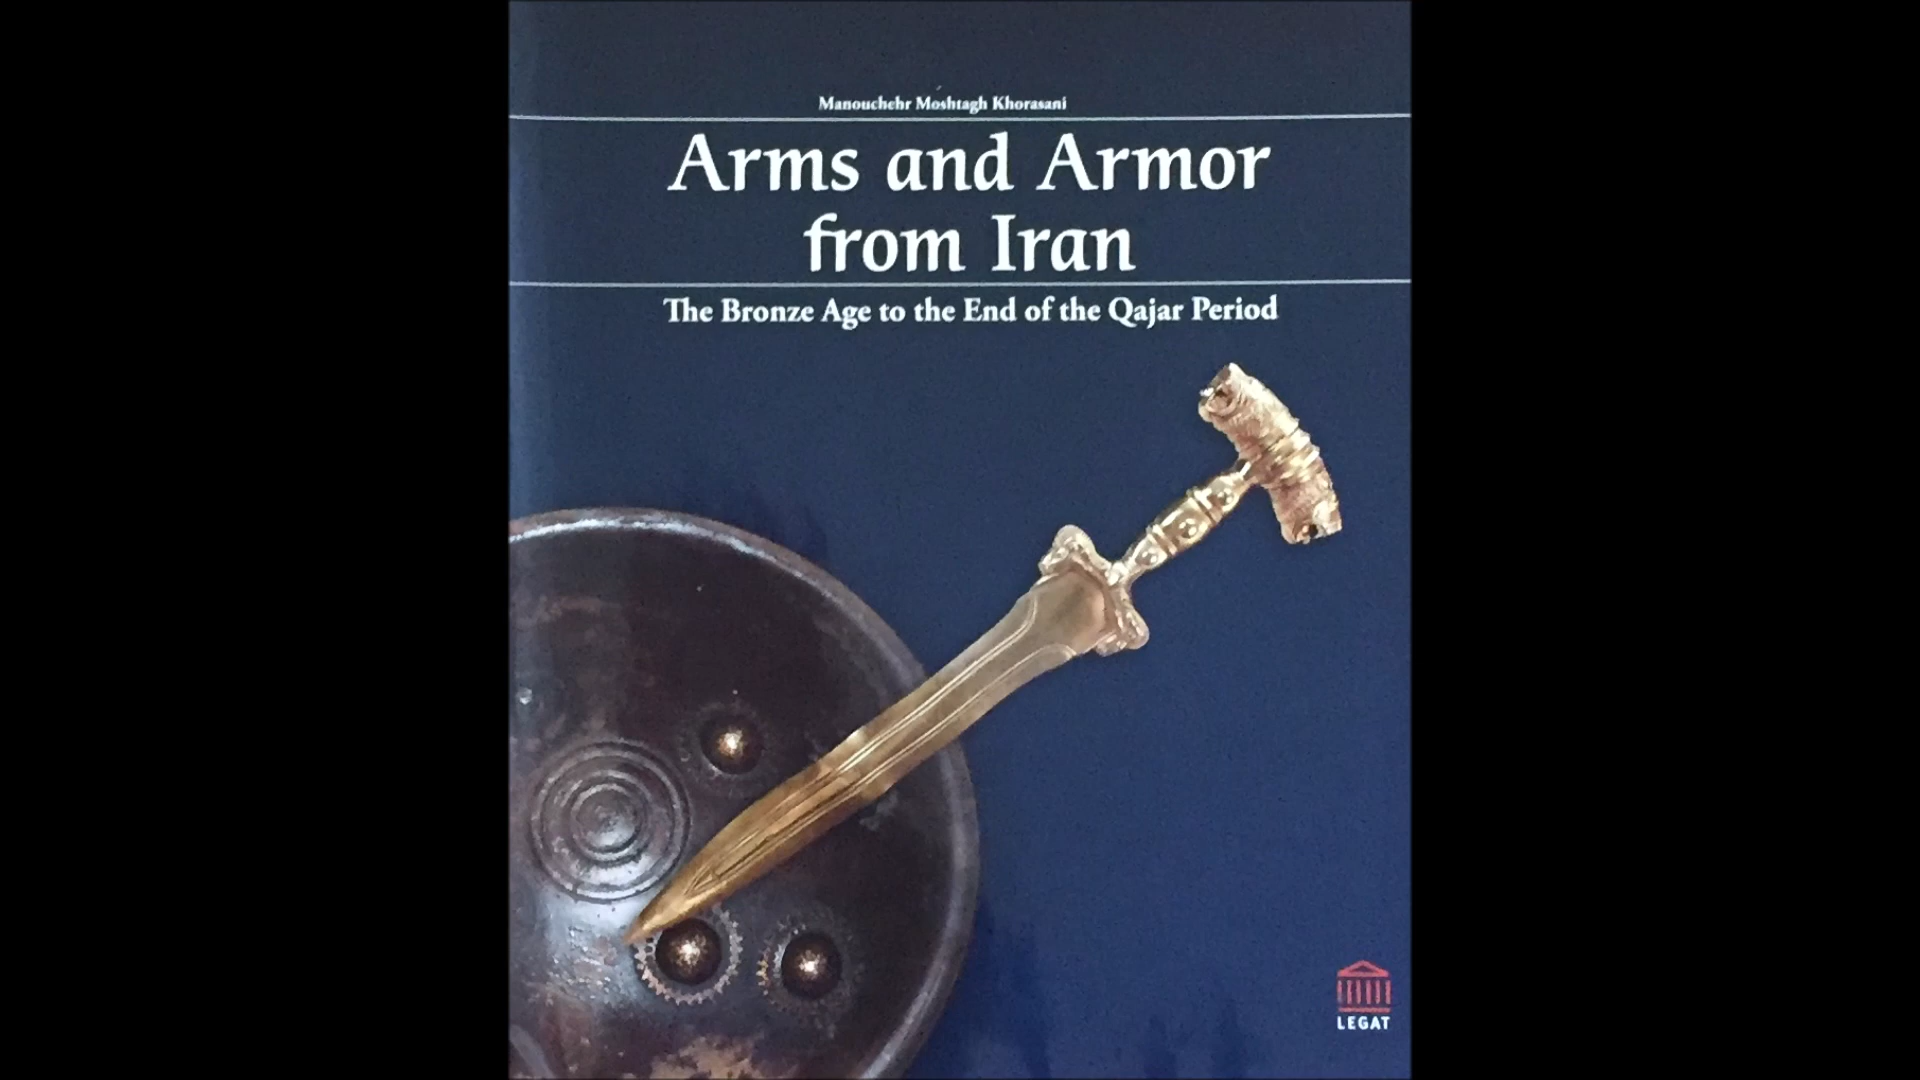 Manouchehr Moshtagh Khorasani
Arms and Armor
from Iran
The Bronze Age to the End of the Qajar Period
LEGAT